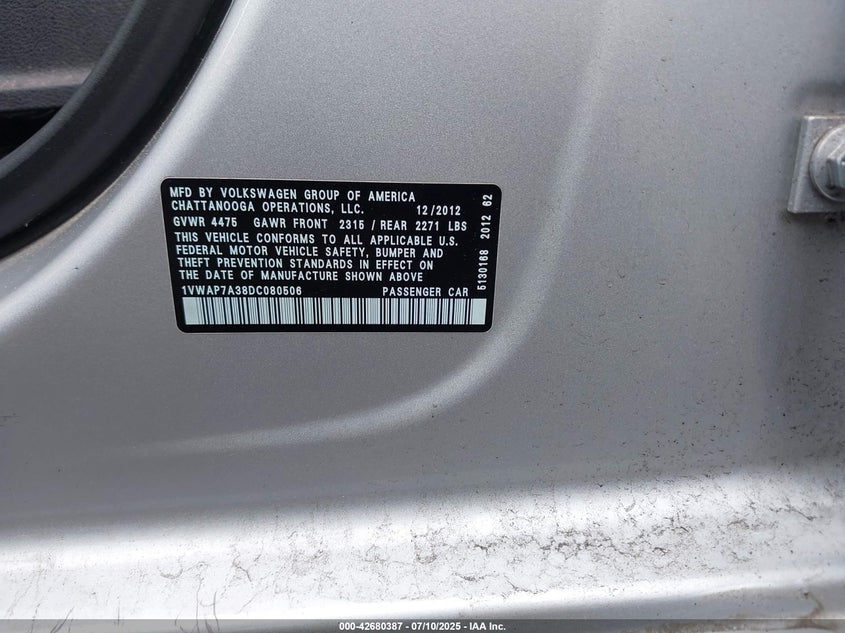 MFD BY VOLKSWAGEN GROUP OF AMERICA
CHATTANOOGA OPERATIONS, LLC. 12/2012
GVWR 4475 GAWR FRONT 2315 / REAR 2271 LBS
THIS VEHICLE CONFORMS TO ALL APPLICABLE U.S.
FEDERAL MOTOR VEHICLE SAFETY, BUMPER AND
THEFT PREVENTION STANDARDS IN EFFECT ON
THE DATE OF MANUFACTURE SHOWN ABOVE
1VWAP7A38DC080506 PASSENGER CAR
5130168 2012 62
000-42680387 - 07/10/2025 - IAA Inc.